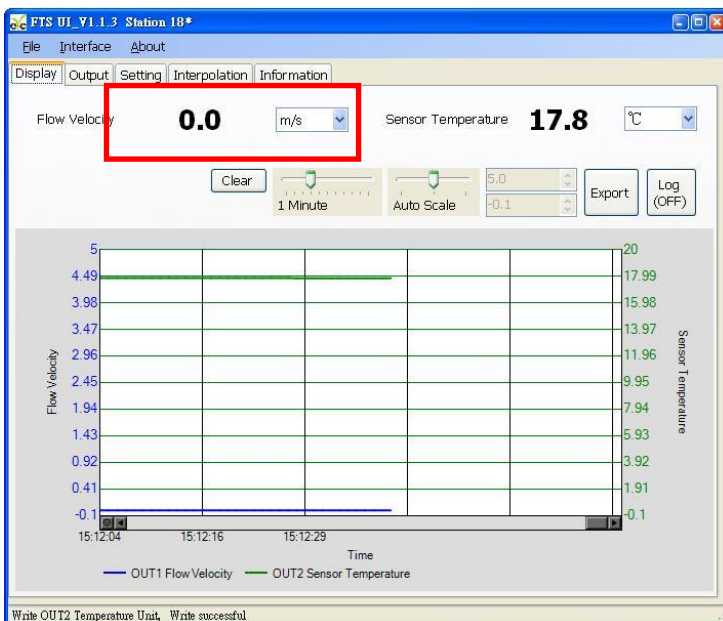 FTS UI_V1.1.3 Station 18*
File Interface About
Display Output Setting Interpolation Information
Flow Velocity 0.0 m/s Sensor Temperature 17.8 ℃
Clear 1 Minute Auto Scale 5.0 -0.1 Export Log (OFF)
5 20
4.49 17.99
3.98 15.98
3.47 13.97
2.96 11.96
2.45 9.95
1.94 7.94
1.43 5.93
0.92 3.92
0.41 1.91
-0.1 -0.1
Flow Velocity
Sensor Temperature
15:12:04 15:12:16 15:12:29
Time
OUT1 Flow Velocity OUT2 Sensor Temperature
Write OUT2 Temperature Unit, Write successful